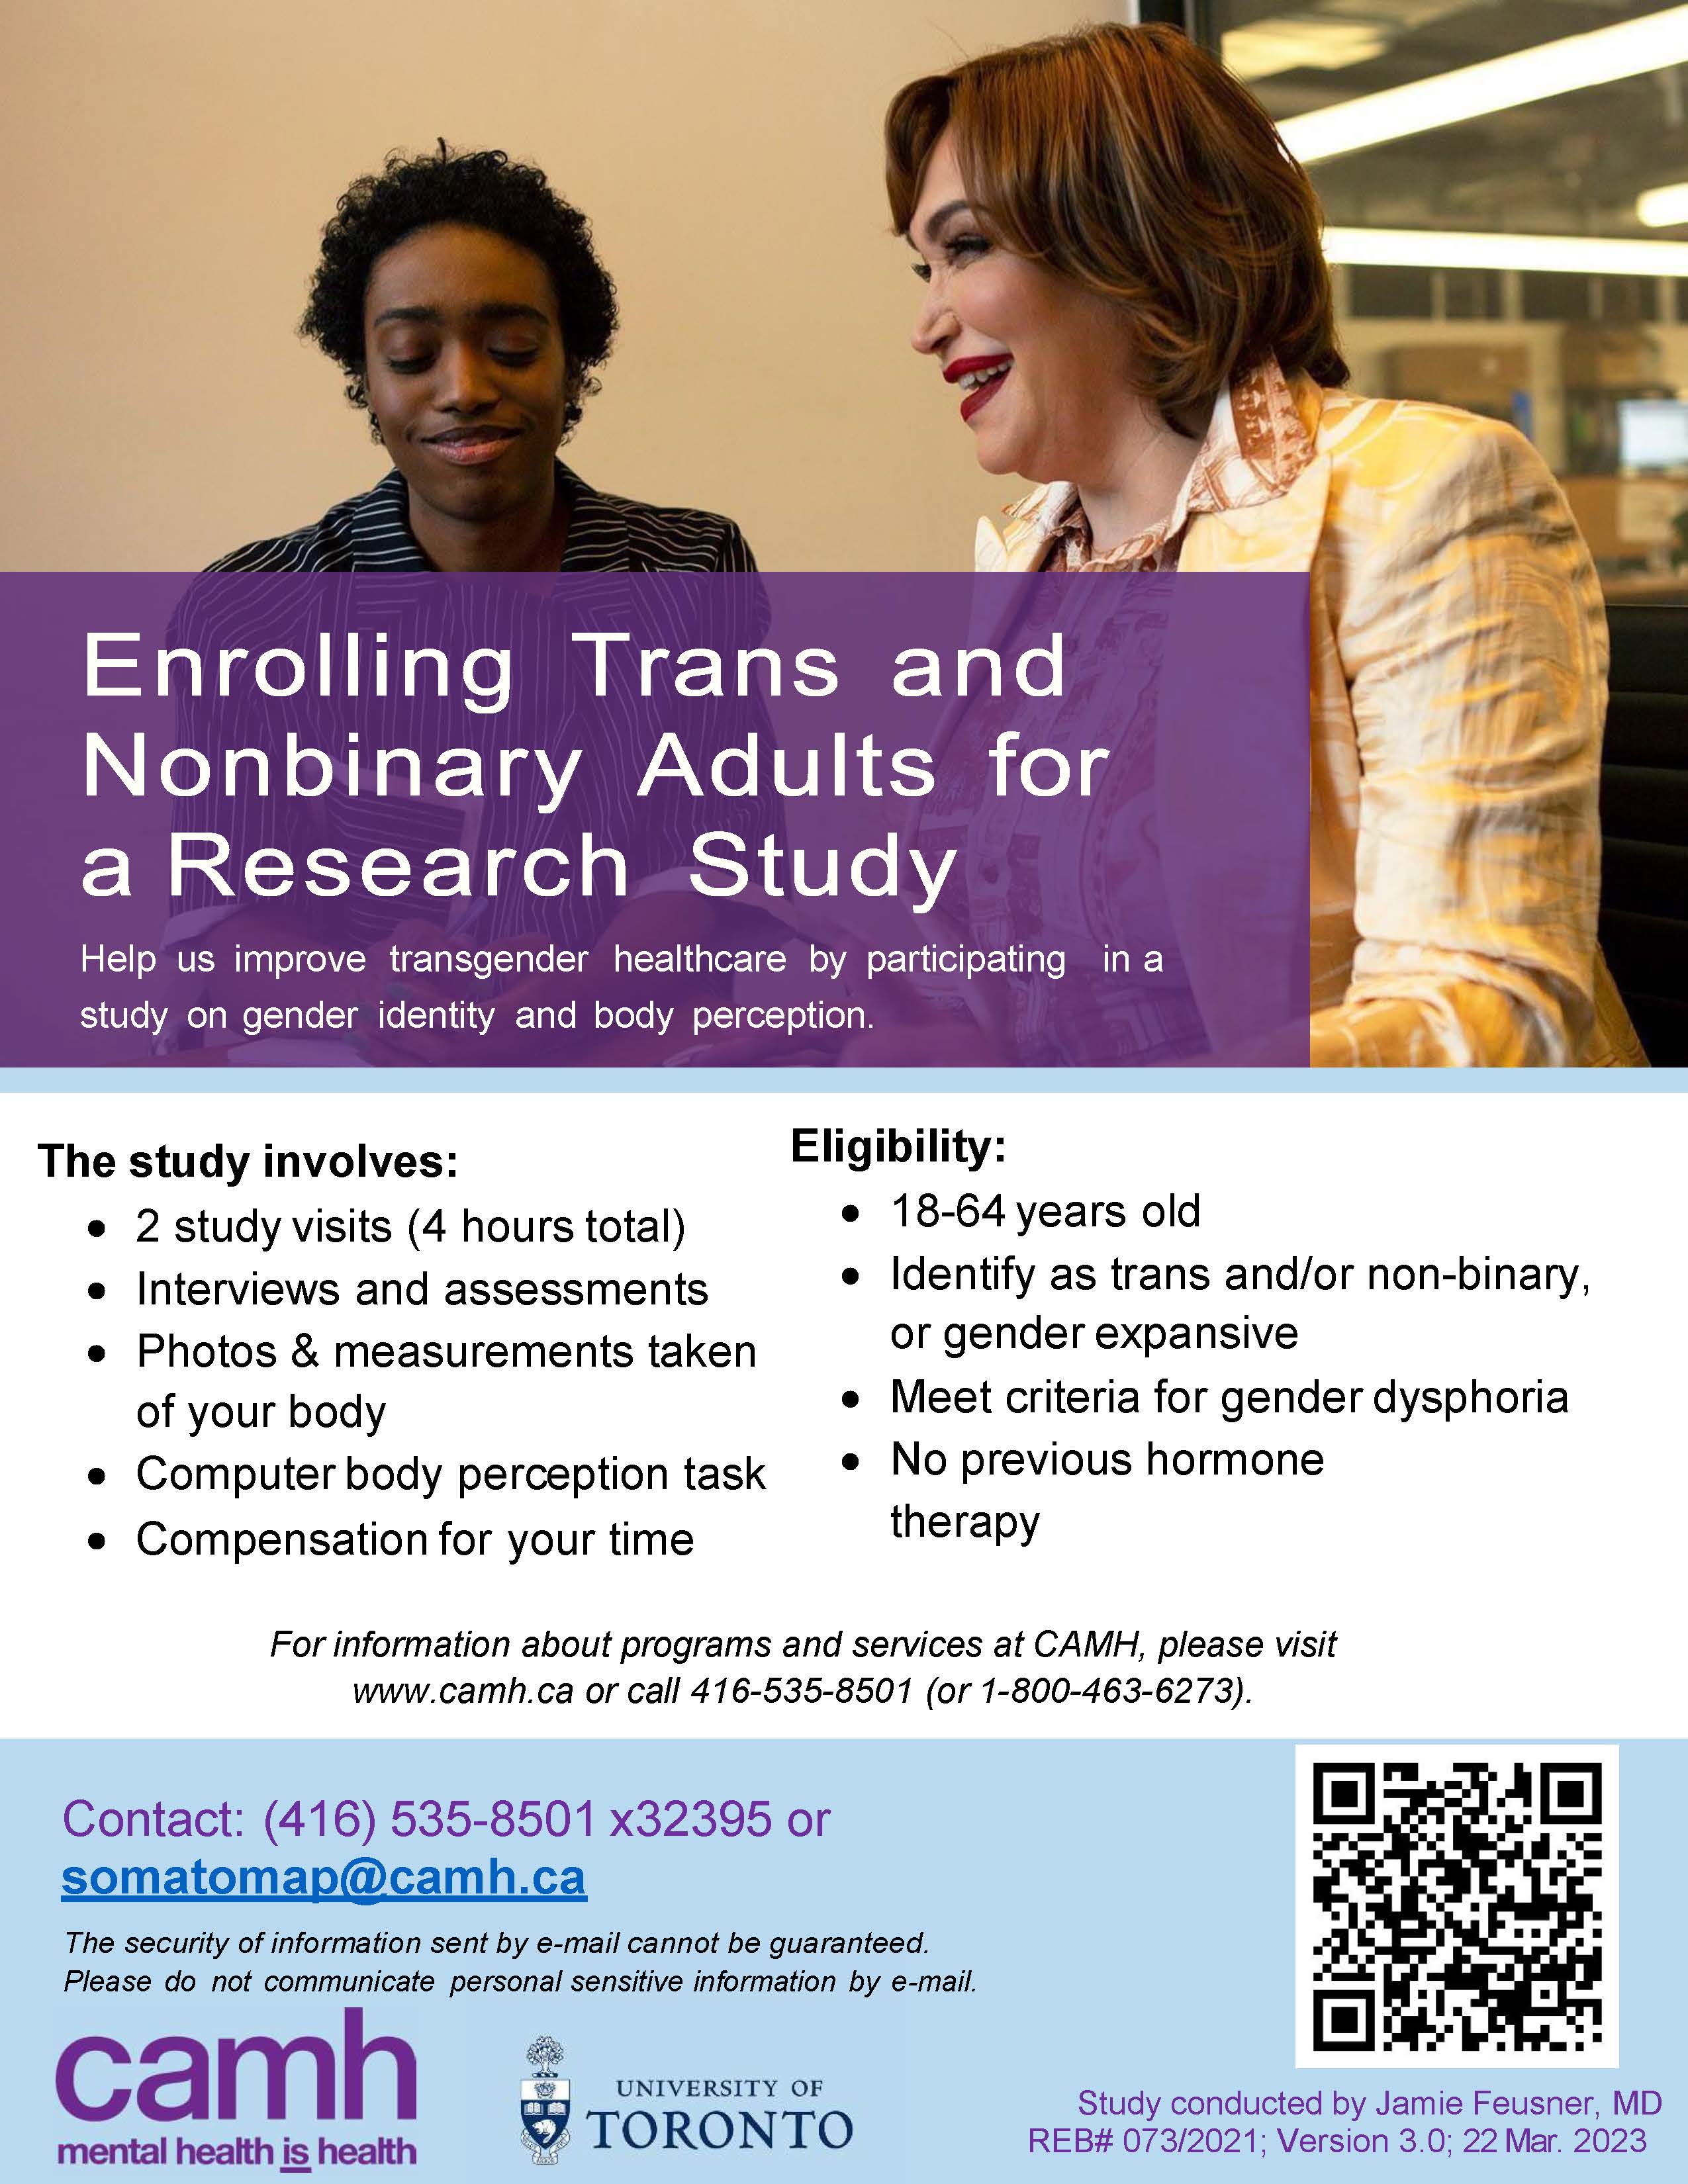 Enrolling Trans and
Nonbinary Adults for
a Research Study
Help us improve transgender healthcare by participating in a
study on gender identity and body perception.
The study involves:
• 2 study visits (4 hours total)
• Interviews and assessments
• Photos & measurements taken
of your body
• Computer body perception task
• Compensation for your time
Eligibility:
• 18-64 years old
• Identify as trans and/or non-binary,
or gender expansive
• Meet criteria for gender dysphoria
• No previous hormone
therapy
For information about programs and services at CAMH, please visit
www.camh.ca or call 416-535-8501 (or 1-800-463-6273).
Contact: (416) 535-8501 x32395 or
somatomap@camh.ca
The security of information sent by e-mail cannot be guaranteed.
Please do not communicate personal sensitive information by e-mail.
camh
mental health is health
UNIVERSITY OF
TORONTO
Study conducted by Jamie Feusner, MD
REB# 073/2021; Version 3.0; 22 Mar. 2023